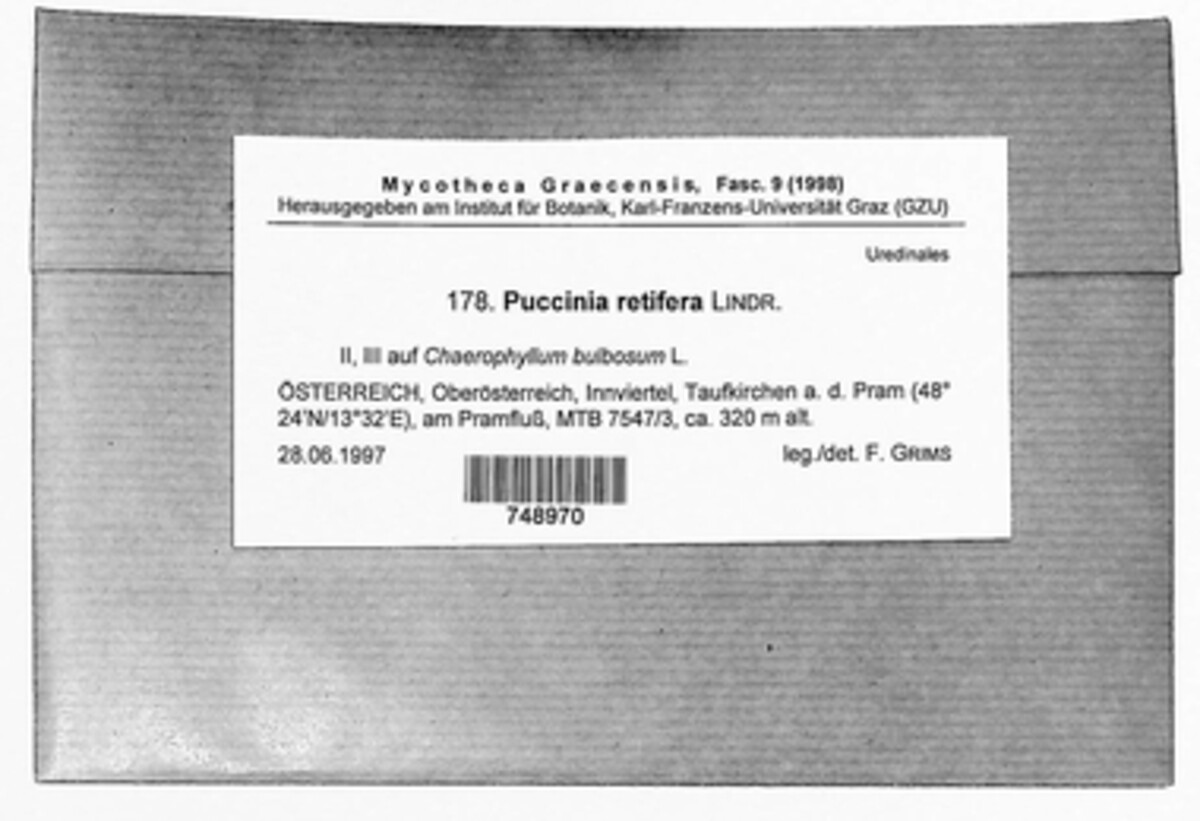 Mycotheca Graecensis, Fasc. 9 (1998)
Herausgegeben am Institut für Botanik, Karl-Franzens-Universität Graz (GZU)
Uredinales
178. Puccinia retifera LINDR.
II, III auf Chaerophyllum bulbosum L.
ÖSTERREICH, Oberösterreich, Innviertel, Taufkirchen a. d. Pram (48°
24'N/13°32'E), am Pramfluß, MTB 7547/3, ca. 320 m alt.
28.06.1997 leg./det. F. GRIMS
748970